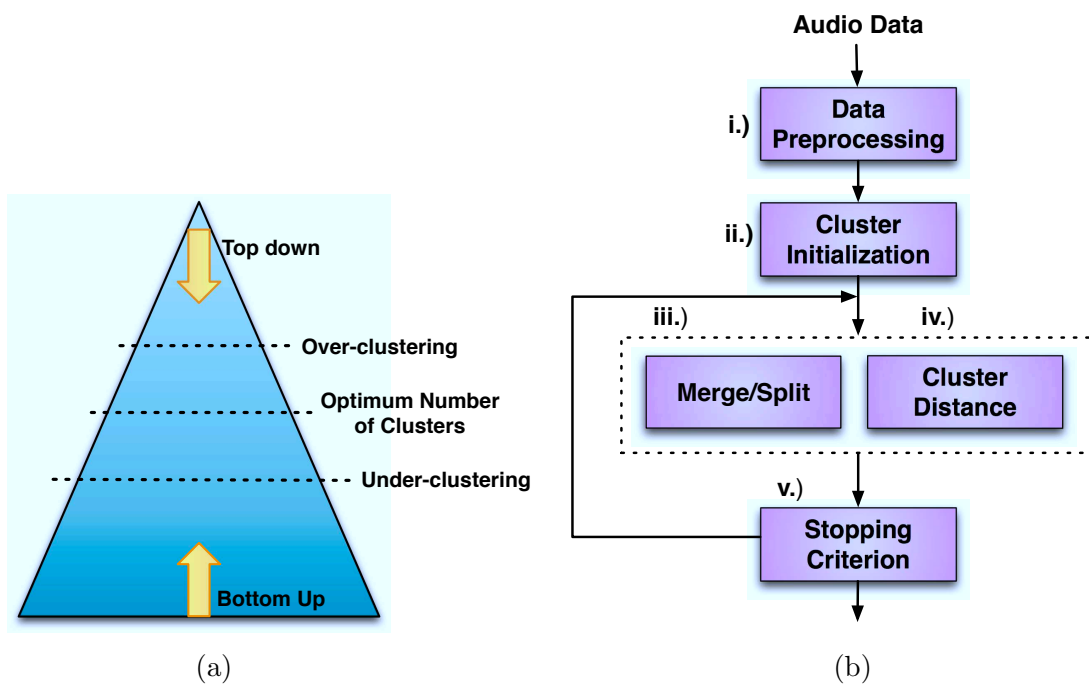 Top down
Over-clustering
Optimum Number
of Clusters
Under-clustering
Bottom Up
(a)
Audio Data
i.)
Data
Preprocessing
ii.)
Cluster
Initialization
iii.)
iv.)
Merge/Split
Cluster
Distance
v.)
Stopping
Criterion
(b)